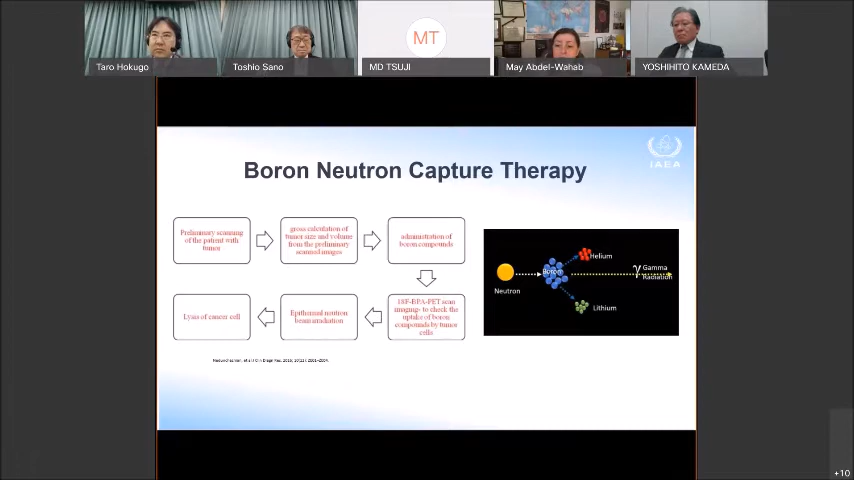 MT
Taro Hokugo
Toshio Sano
MD TSUJI
May Abdel-Wahab
YOSHIHITO KAMEDA
IAEA
Boron Neutron Capture Therapy
Preliminary scanning
of the patient with
tumor
gross calculation of
tumor size and volume
from the preliminary
scanned images
administration of
boron compounds
18F-BPA-PET scan
imagings to check the
uptake of boron
compounds by tumor
cells
Epithermal neutron
beam irradiation
Lysis of cancer cell
Neutron
Boron
Helium
γ Gamma
Radiation
Lithium
+10